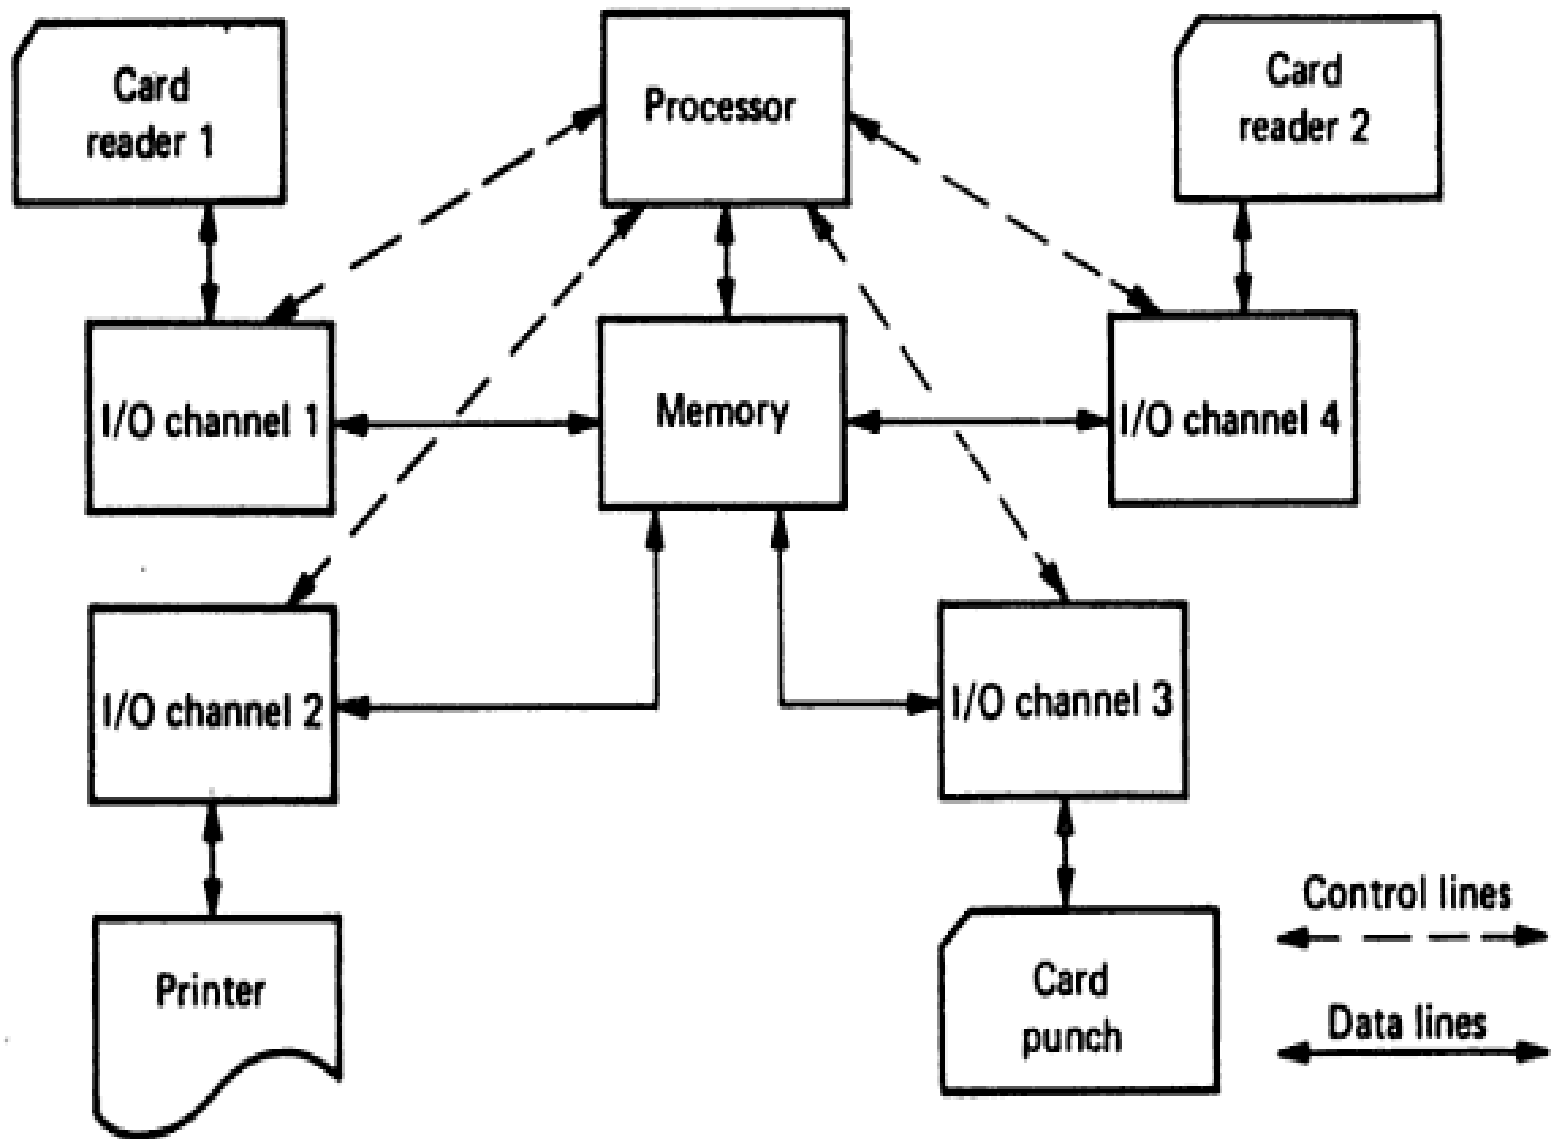 Card
reader 1
Processor
Card
reader 2
I/O channel 1
Memory
I/O channel 4
I/O channel 2
I/O channel 3
Printer
Card
punch
Control lines
Data lines